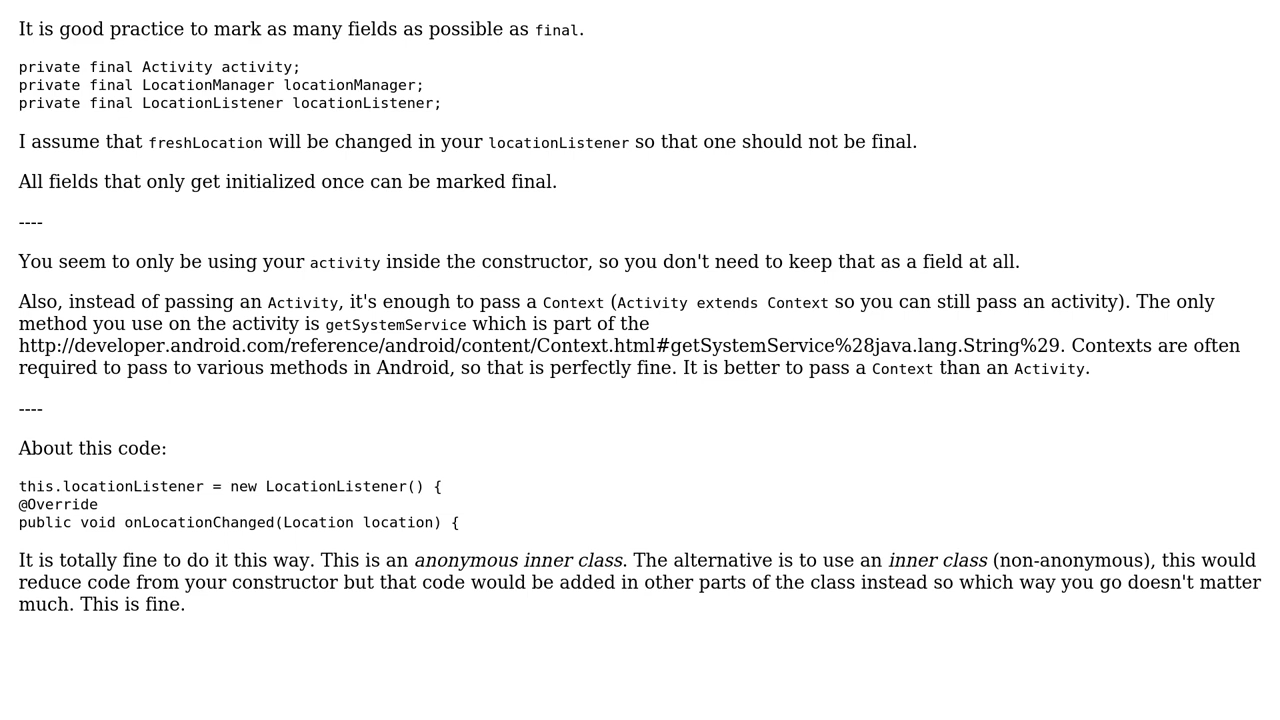 It is good practice to mark as many fields as possible as final.
private final Activity activity;
private final LocationManager locationManager;
private final LocationListener locationListener;
I assume that freshLocation will be changed in your locationListener so that one should not be final.
All fields that only get initialized once can be marked final.
----
You seem to only be using your activity inside the constructor, so you don't need to keep that as a field at all.
Also, instead of passing an Activity, it's enough to pass a Context (Activity extends Context so you can still pass an activity). The only
method you use on the activity is getSystemService which is part of the
http://developer.android.com/reference/android/content/Context.html#getSystemService%28java.lang.String%29. Contexts are often
required to pass to various methods in Android, so that is perfectly fine. It is better to pass a Context than an Activity.
----
About this code:
this.locationListener = new LocationListener() {
@Override
public void onLocationChanged(Location location) {
It is totally fine to do it this way. This is an anonymous inner class. The alternative is to use an inner class (non-anonymous), this would
reduce code from your constructor but that code would be added in other parts of the class instead so which way you go doesn't matter
much. This is fine.